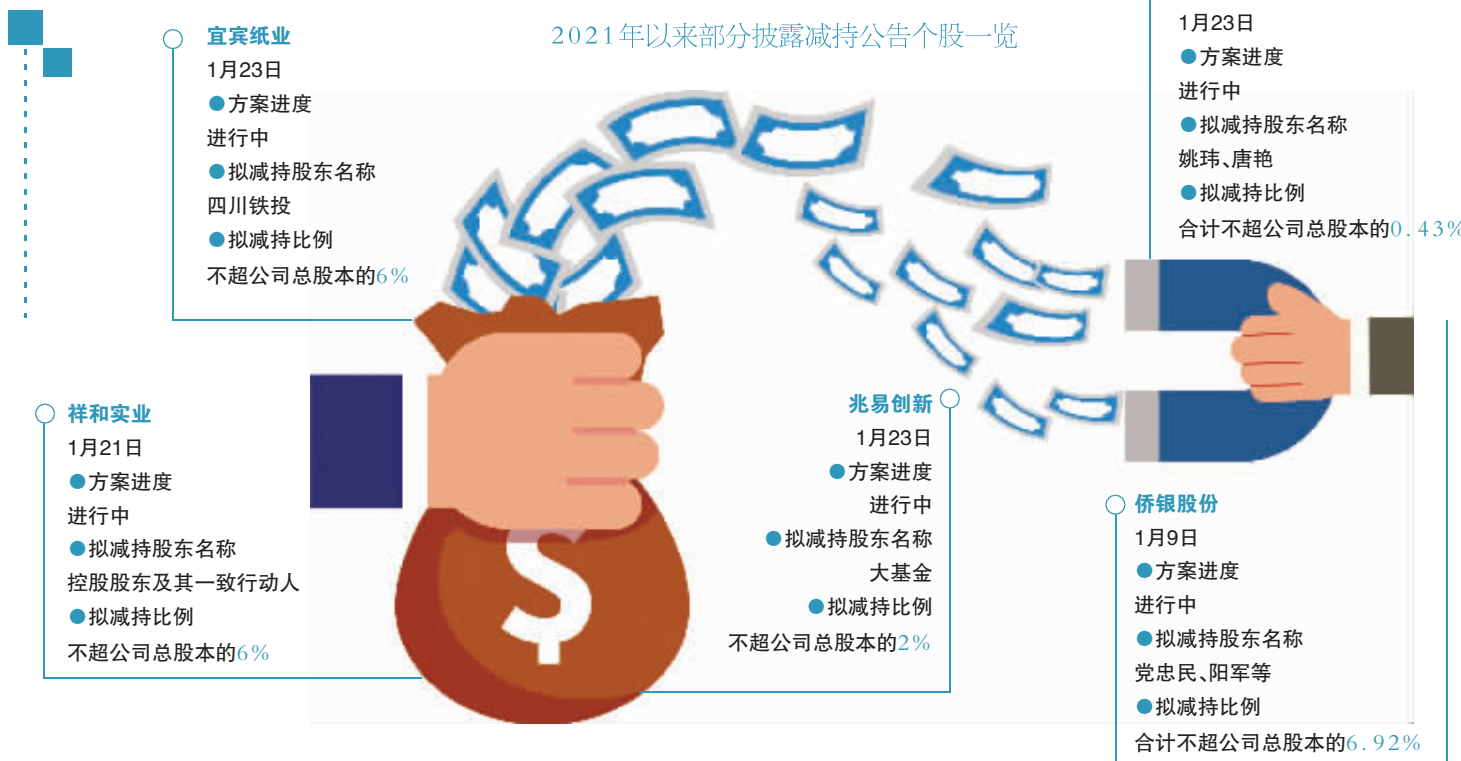 2021年以来部分披露减持公告个股一览
宜宾纸业
1月23日
●方案进度
进行中
●拟减持股东名称
四川铁投
●拟减持比例
不超公司总股本的6%
1月23日
●方案进度
进行中
●拟减持股东名称
姚玮、唐艳
●拟减持比例
合计不超公司总股本的0.43%
祥和实业
1月21日
●方案进度
进行中
●拟减持股东名称
控股股东及其一致行动人
●拟减持比例
不超公司总股本的6%
兆易创新
1月23日
●方案进度
进行中
●拟减持股东名称
大基金
●拟减持比例
不超公司总股本的2%
侨银股份
1月9日
●方案进度
进行中
●拟减持股东名称
党忠民、阳军等
●拟减持比例
合计不超公司总股本的6.92%
$